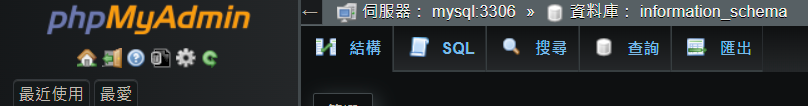 phpMyAdmin
伺服器： mysql:3306 » 資料庫： information_schema
結構 SQL 搜尋 查詢 匯出
最近使用 最愛